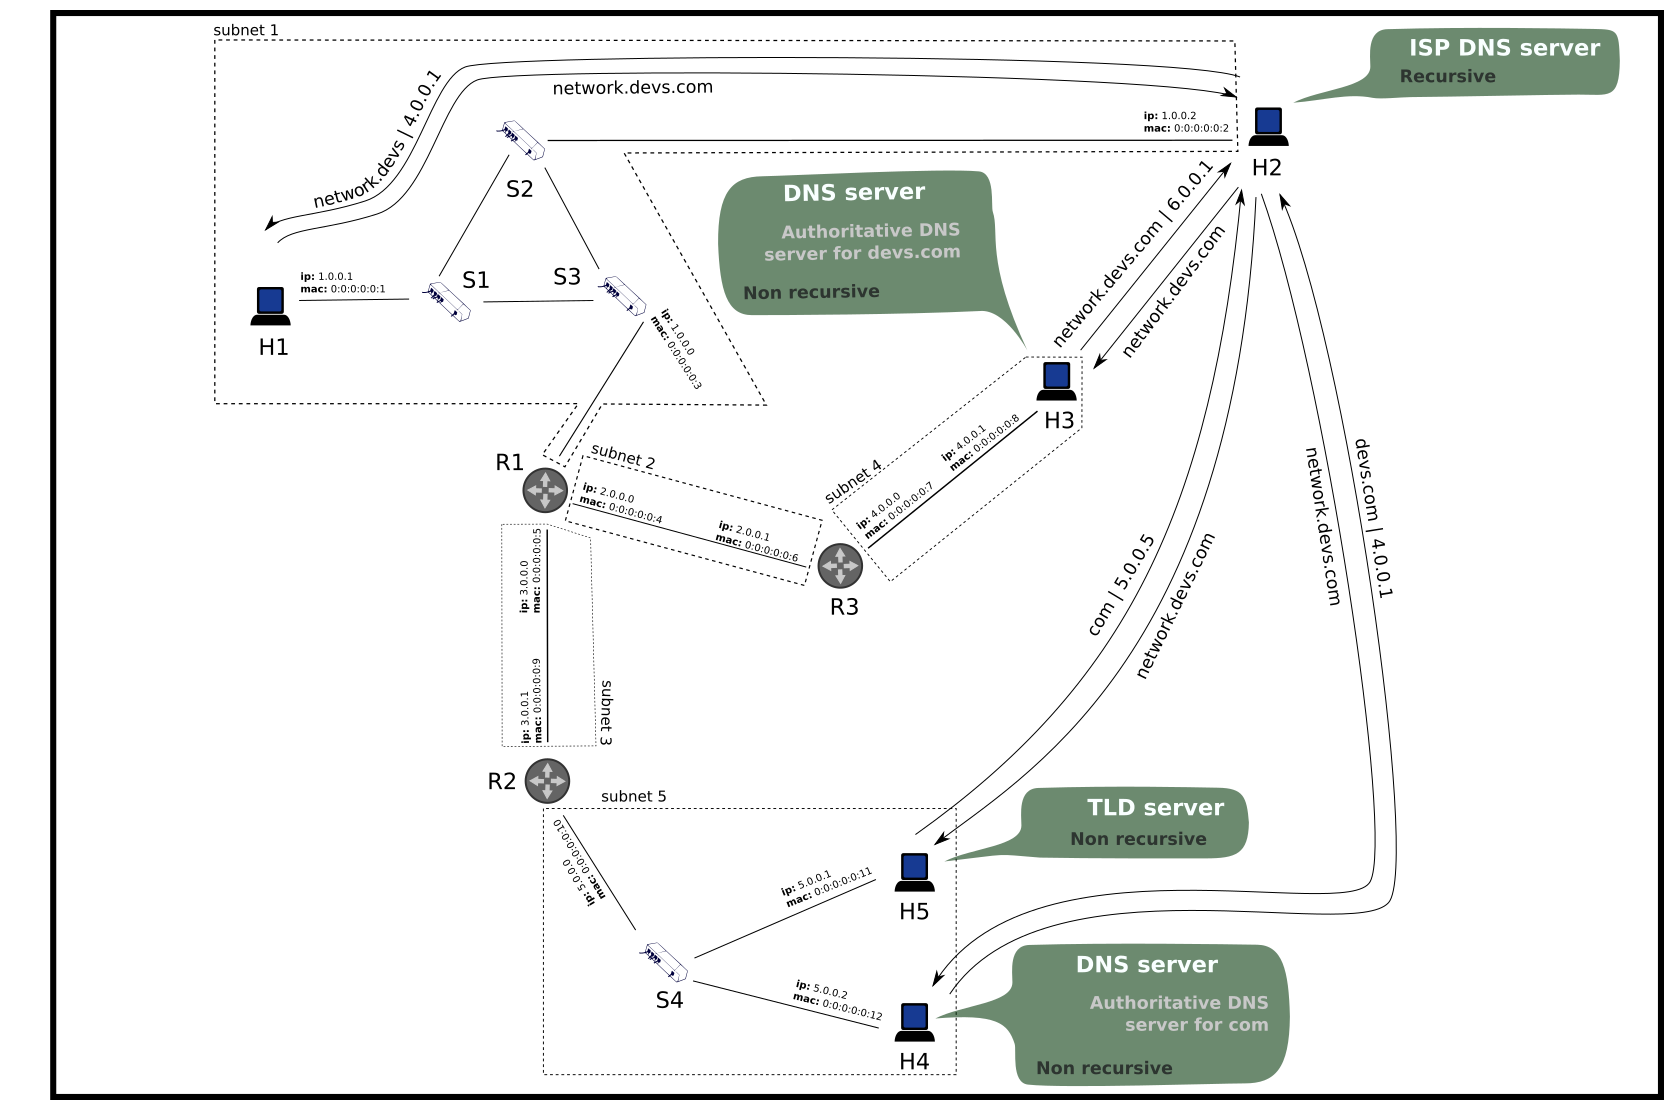 subnet 1
ISP DNS server
Recursive
network.devs | 4.0.0.1
network.devs.com
ip: 1.0.0.2
mac: 0:0:0:0:0:2
H2
S2
DNS server
Authoritative DNS
server for devs.com
Non recursive
network.devs.com | 6.0.0.1
network.devs.com
ip: 1.0.0.1
mac: 0:0:0:0:0:1
S1
S3
H1
ip: 1.0.0.0
mac: 0:0:0:0:0:3
H3
R1
subnet 2
ip: 2.0.0.0
mac: 0:0:0:0:0:4
ip: 2.0.0.1
mac: 0:0:0:0:0:6
subnet 4
ip: 4.0.0.1
mac: 0:0:0:0:0:8
ip: 4.0.0.0
mac: 0:0:0:0:0:7
R3
ip: 3.0.0.0
mac: 0:0:0:0:0:5
ip: 3.0.0.1
mac: 0:0:0:0:0:9
subnet 3
com | 5.0.0.5
network.devs.com
network.devs.com
devs.com | 4.0.0.1
R2
subnet 5
TLD server
Non recursive
mac: 0:0:0:0:0:10
ip: 5.0.0.0
ip: 5.0.0.1
mac: 0:0:0:0:0:11
H5
S4
ip: 5.0.0.2
mac: 0:0:0:0:0:12
H4
DNS server
Authoritative DNS
server for com
Non recursive